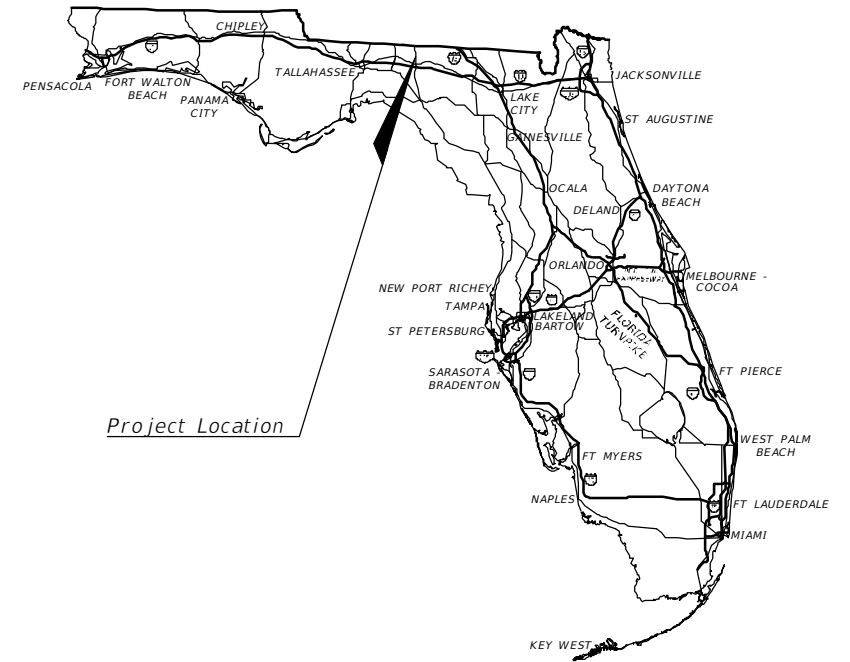 CHIPLEY
PENSACOLA
FORT WALTON
BEACH
PANAMA
CITY
TALLAHASSEE
JACKSONVILLE
LAKE
CITY
ST AUGUSTINE
GAINESVILLE
OCALA
DAYTONA
BEACH
DELAND
ORLANDO
MELBOURNE -
COCOA
NEW PORT RICHEY
TAMPA
LAKELAND
BARTOW
ST PETERSBURG
FLORIDA
TURNPIKE
SARASOTA -
BRADENTON
FT PIERCE
Project Location
WEST PALM
BEACH
FT MYERS
NAPLES
FT LAUDERDALE
MIAMI
KEY WEST